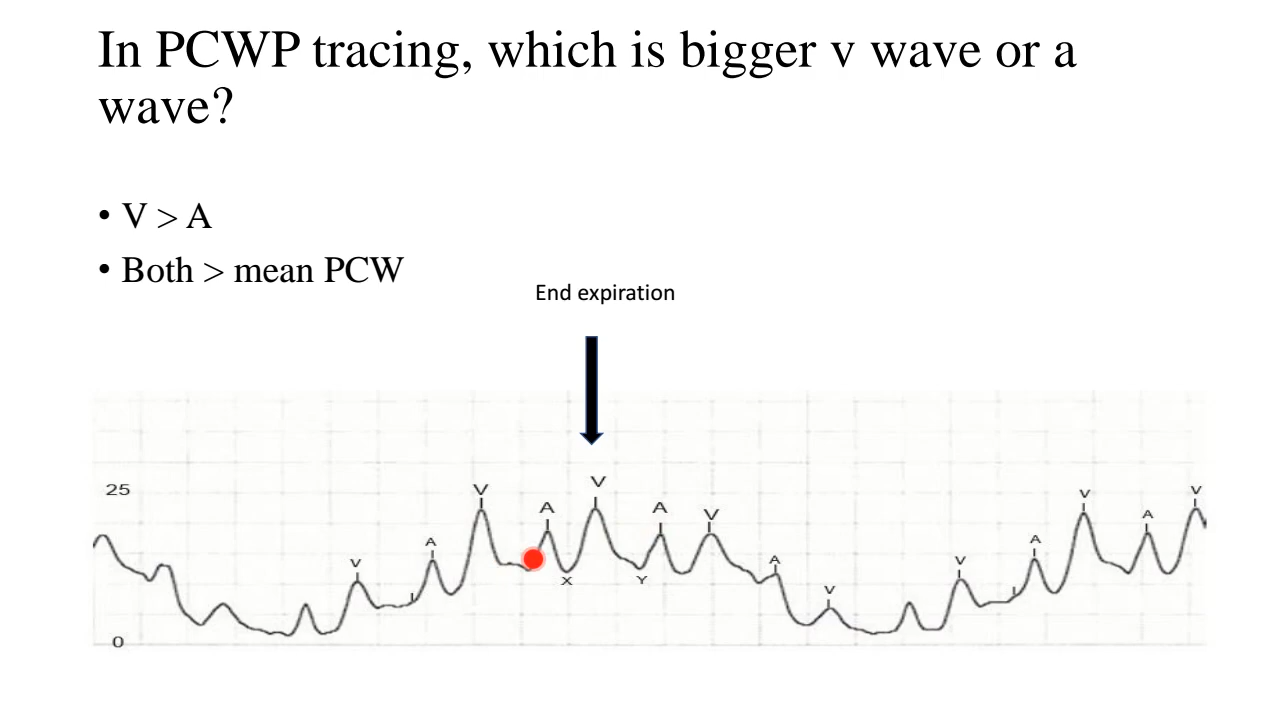 In PCWP tracing, which is bigger v wave or a
wave?
• V > A
• Both > mean PCW
End expiration
25
V
A
V
A
V
A
V
A
V
A
V
V
A
V
A
V
X
Y
0